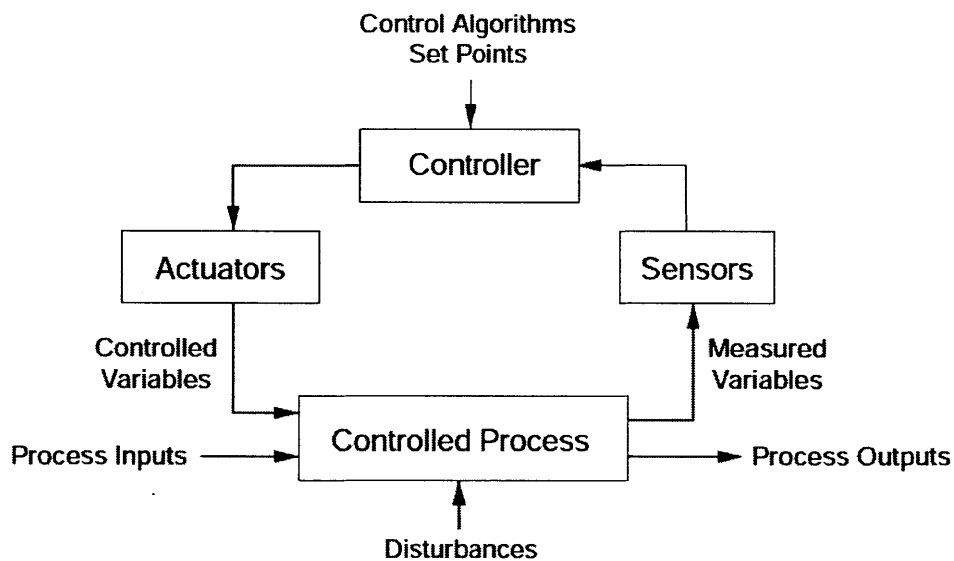 Control Algorithms
Set Points
Controller
Actuators
Sensors
Controlled
Variables
Measured
Variables
Controlled Process
Process Inputs
Process Outputs
Disturbances